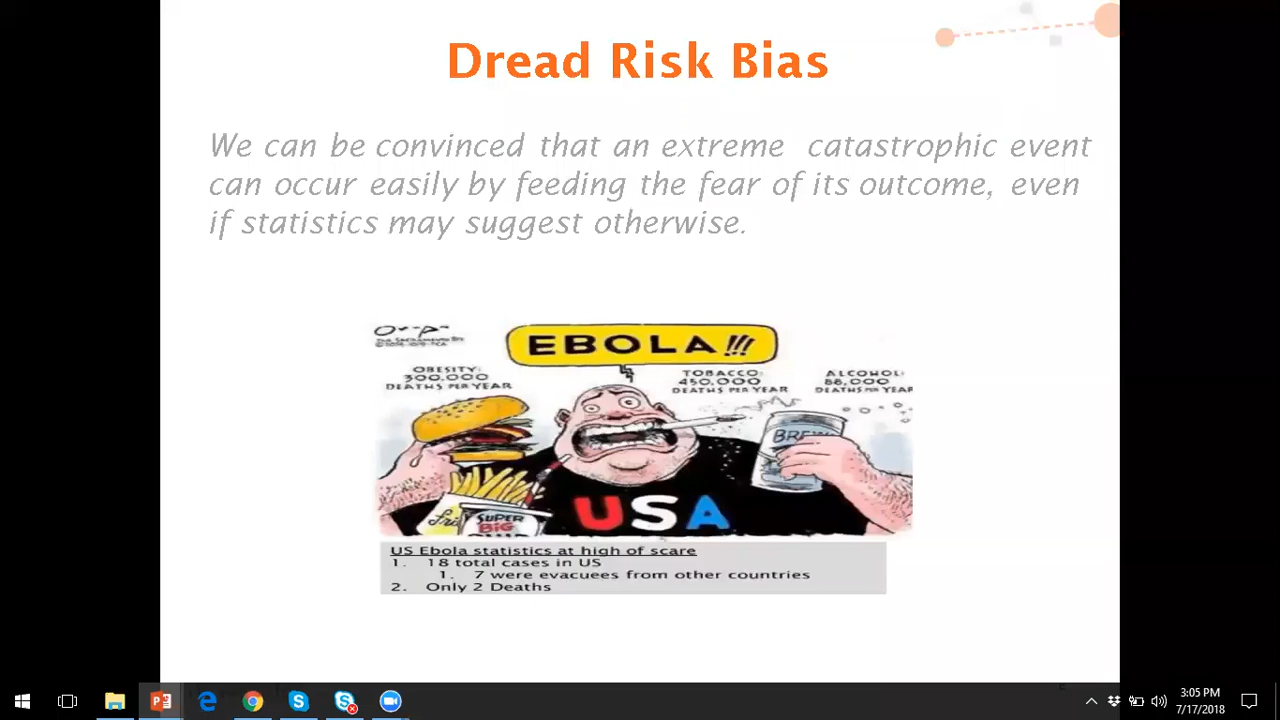 Dread Risk Bias
We can be convinced that an extreme catastrophic event
can occur easily by feeding the fear of its outcome, even
if statistics may suggest otherwise.
EBOLA!!!
OBESITY:
300,000
DEATHS PER YEAR
TOBACCO:
450,000
DEATHS PER YEAR
ALCOHOL:
88,000
DEATHS PER YEAR
BREW
SUPER
BIG
USA
US Ebola statistics at high of scare
1. 18 total cases in US
1. 7 were evacuees from other countries
2. Only 2 Deaths
3:05 PM
7/17/2018